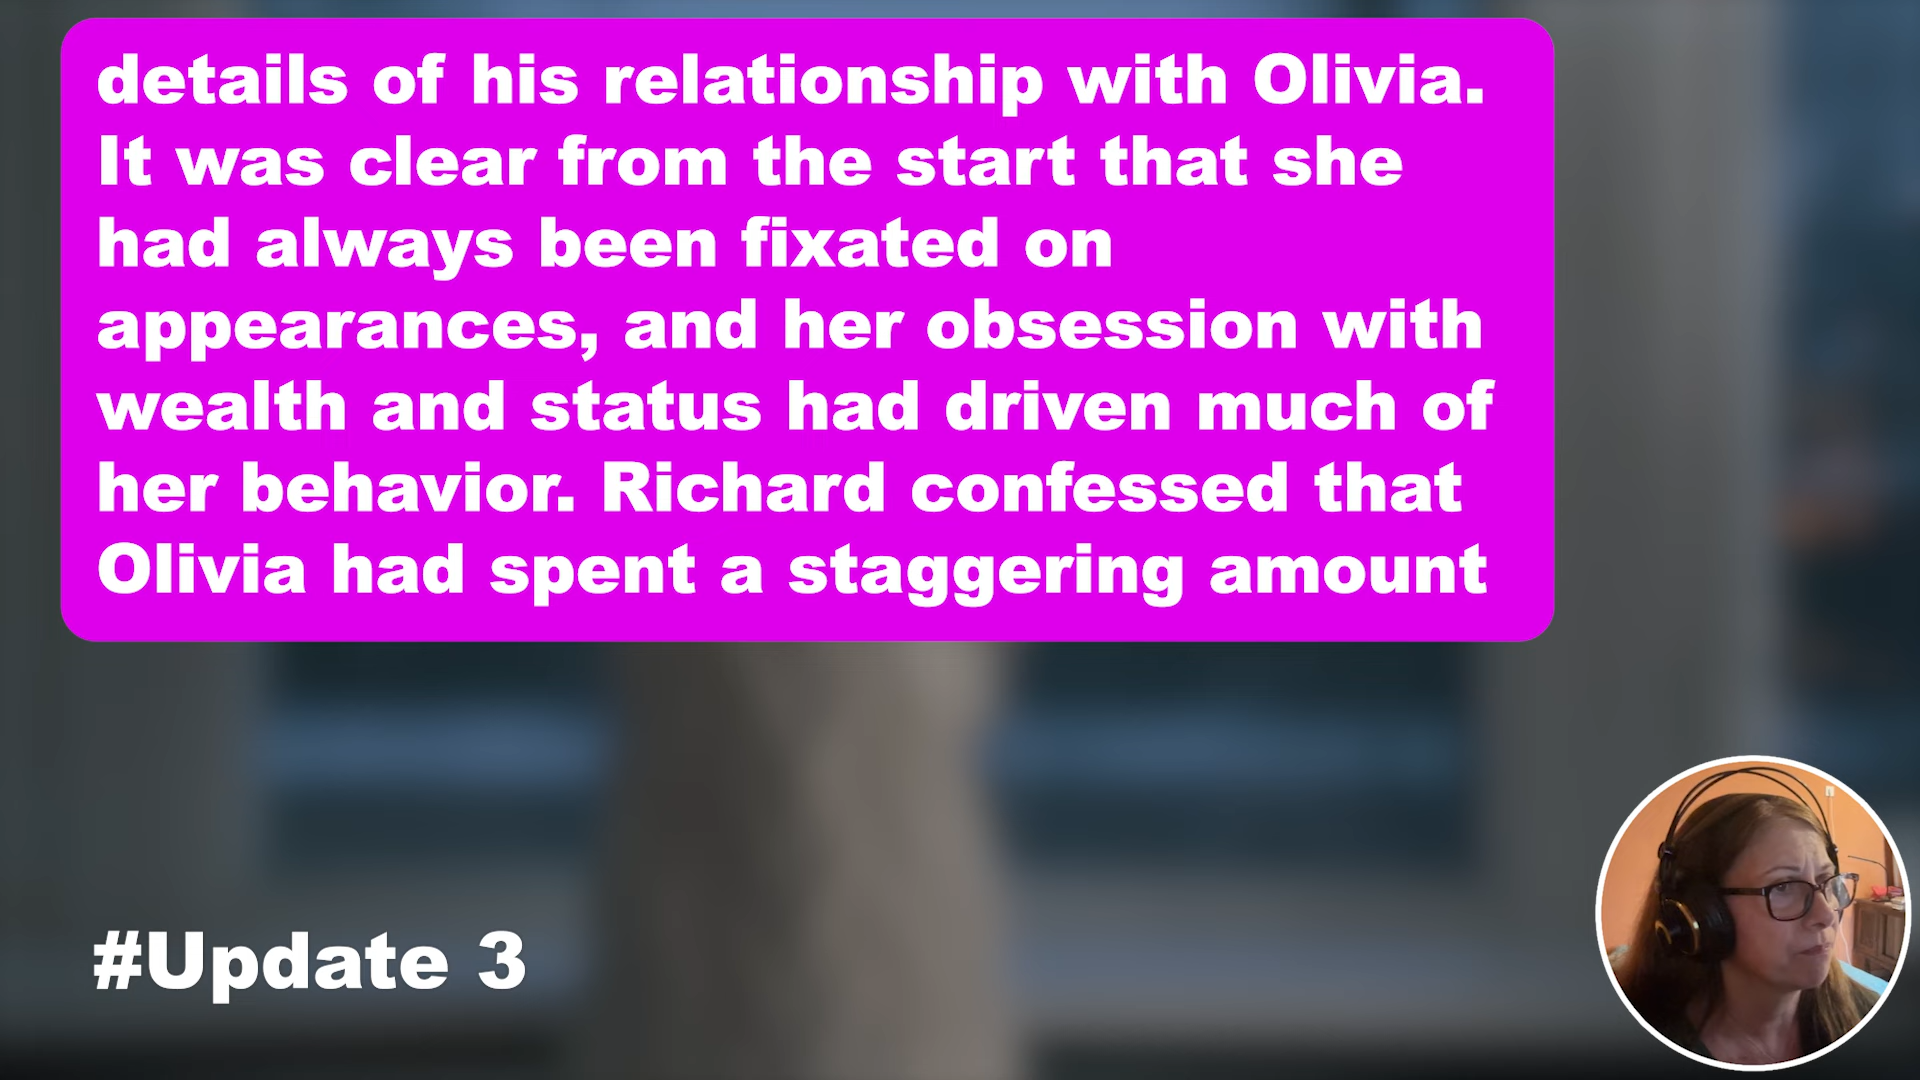 details of his relationship with Olivia.
It was clear from the start that she
had always been fixated on
appearances, and her obsession with
wealth and status had driven much of
her behavior. Richard confessed that
Olivia had spent a staggering amount
#Update 3